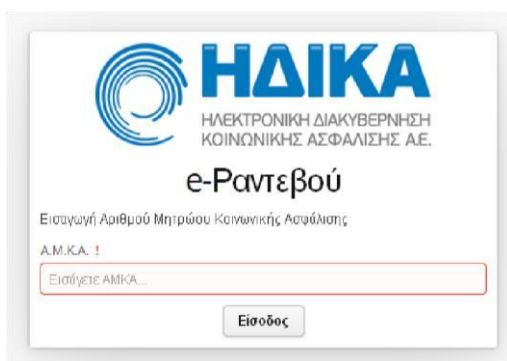 ΗΔΙΚΑ
ΗΛΕΚΤΡΟΝΙΚΗ ΔΙΑΚΥΒΕΡΝΗΣΗ
ΚΟΙΝΩΝΙΚΗΣ ΑΣΦΑΛΙΣΗΣ Α.Ε.
e-Ραντεβού
Εισαγωγή Αριθμού Μητρώου Κοινωνικής Ασφάλισης
Α.Μ.Κ.Α. !
Εισάγετε ΑΜΚΑ...
Είσοδος